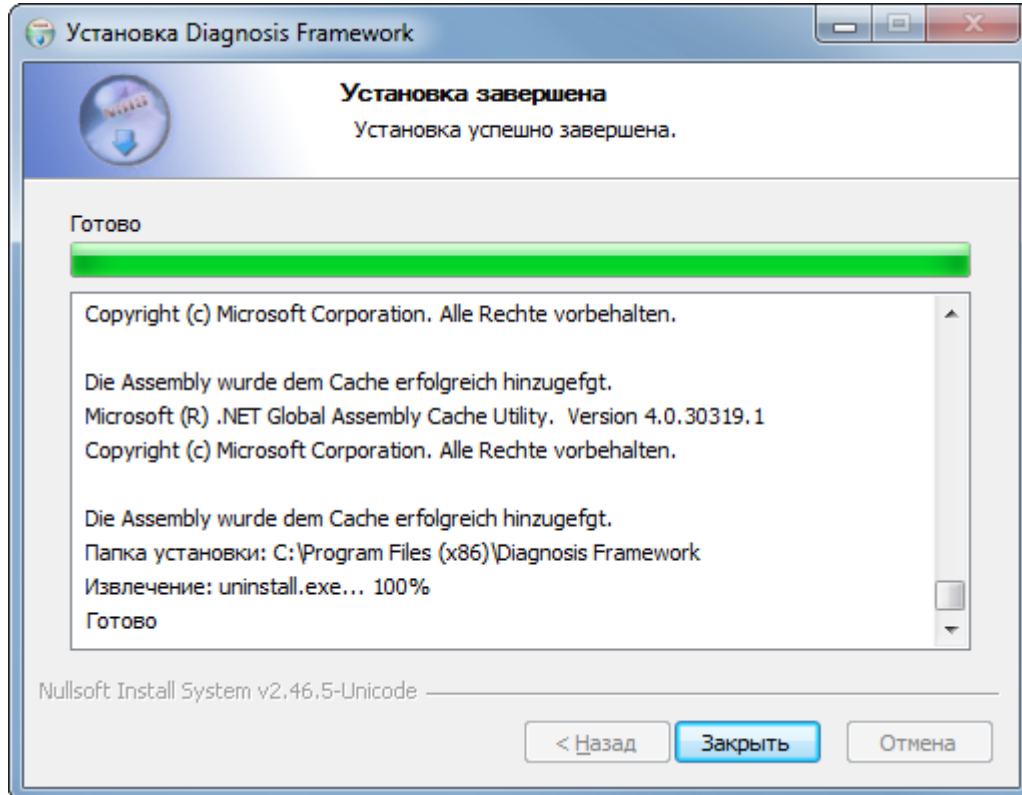 Установка Diagnosis Framework
Установка завершена
Установка успешно завершена.
Готово
Copyright (c) Microsoft Corporation. Alle Rechte vorbehalten.
Die Assembly wurde dem Cache erfolgreich hinzugefgt.
Microsoft (R) .NET Global Assembly Cache Utility.  Version 4.0.30319.1
Copyright (c) Microsoft Corporation. Alle Rechte vorbehalten.
Die Assembly wurde dem Cache erfolgreich hinzugefgt.
Папка установки: C:\Program Files (x86)\Diagnosis Framework
Извлечение: uninstall.exe... 100%
Готово
Nullsoft Install System v2.46.5-Unicode
< Назад
Закрыть
Отмена